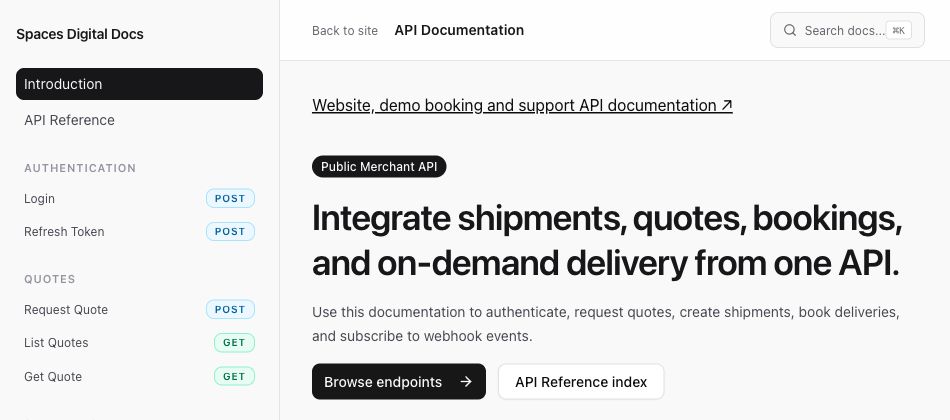 Spaces Digital Docs
Introduction
API Reference
AUTHENTICATION
Login POST
Refresh Token POST
QUOTES
Request Quote POST
List Quotes GET
Get Quote GET
Back to site API Documentation
Search docs... ⌘K
Website, demo booking and support API documentation ↗
Public Merchant API
Integrate shipments, quotes, bookings,
and on-demand delivery from one API.
Use this documentation to authenticate, request quotes, create shipments, book deliveries,
and subscribe to webhook events.
Browse endpoints →
API Reference index